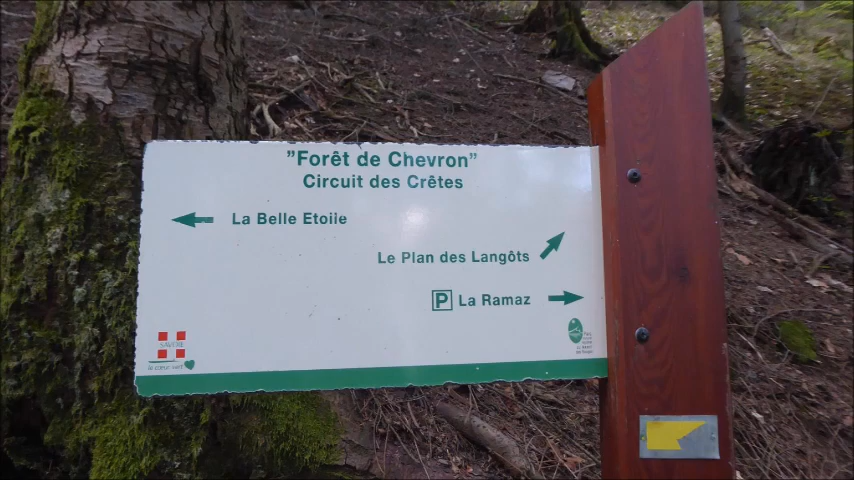 "Forêt de Chevron"
Circuit des Crêtes
La Belle Etoile
Le Plan des Langôts
P La Ramaz
SAVOIE